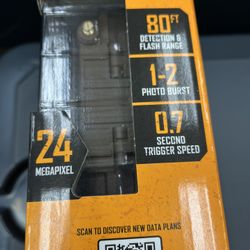 80FT
DETECTION &
FLASH RANGE
1-2
PHOTO BURST
0.7
SECOND
TRIGGER SPEED
24
MEGAPIXEL
SCAN TO DISCOVER NEW DATA PLANS